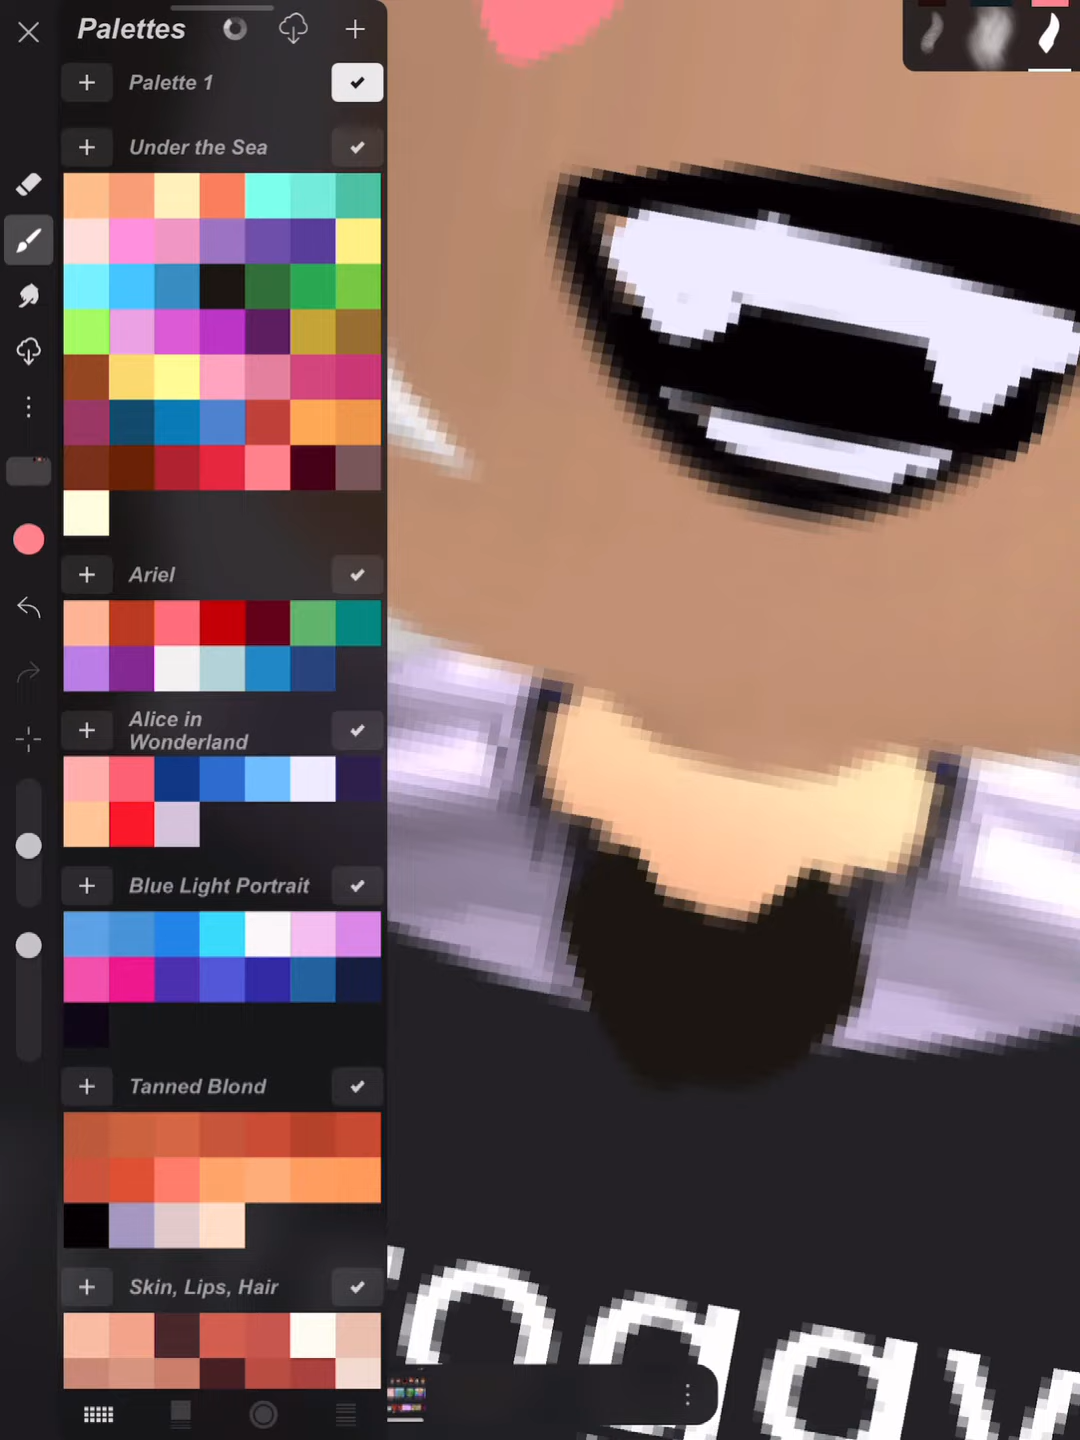 Palettes
Palette 1
Under the Sea
Ariel
Alice in
Wonderland
Blue Light Portrait
Tanned Blond
Skin, Lips, Hair